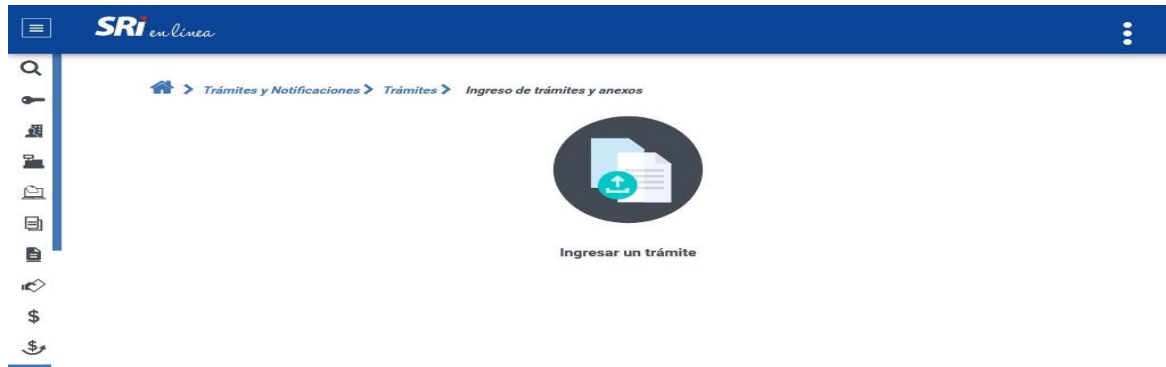 SRi en línea
Trámites y Notificaciones > Trámites > Ingreso de trámites y anexos
Ingresar un trámite